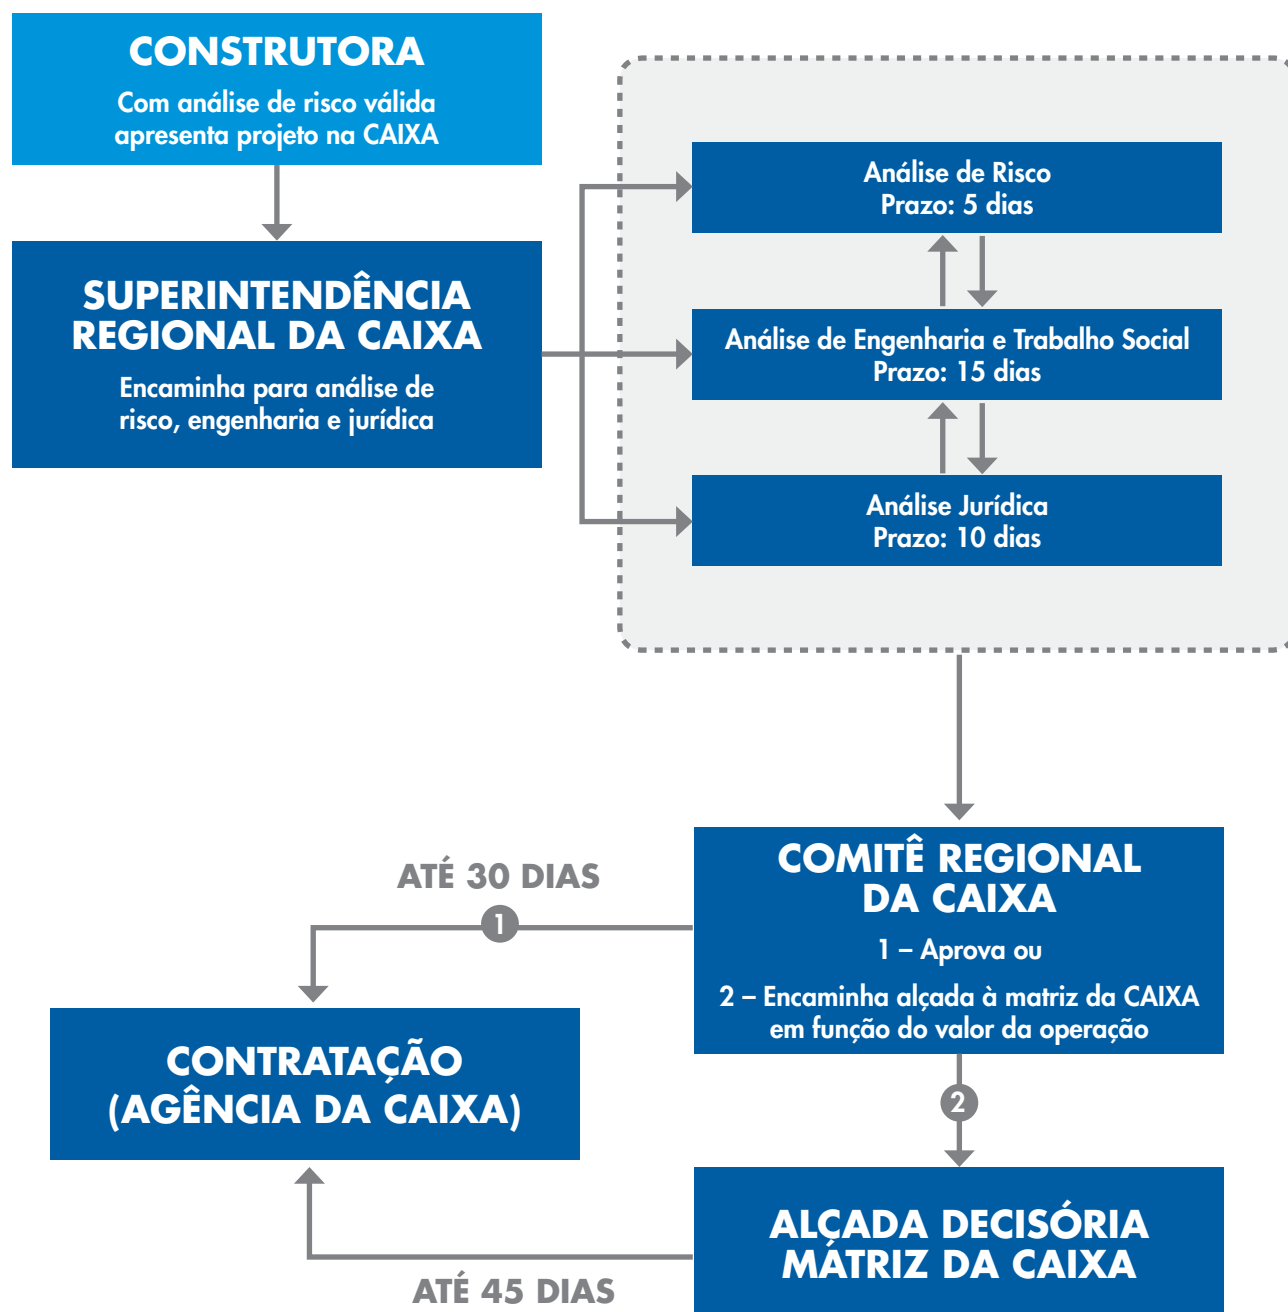 CONSTRUTORA
Com análise de risco válida
apresenta projeto na CAIXA
SUPERINTENDÊNCIA
REGIONAL DA CAIXA
Encaminha para análise de
risco, engenharia e jurídica
Análise de Risco
Prazo: 5 dias
Análise de Engenharia e Trabalho Social
Prazo: 15 dias
Análise Jurídica
Prazo: 10 dias
COMITÊ REGIONAL
DA CAIXA
1 – Aprova ou
2 – Encaminha alçada à matriz da CAIXA
em função do valor da operação
ATÉ 30 DIAS
1
CONTRATAÇÃO
(AGÊNCIA DA CAIXA)
2
ALÇADA DECISÓRIA
MATRIZ DA CAIXA
ATÉ 45 DIAS